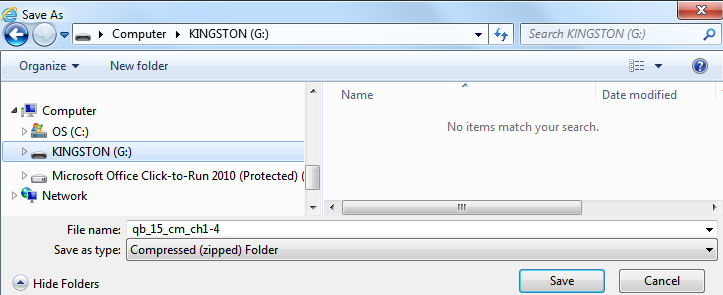 Save As
Computer KINGSTON (G:) Search KINGSTON (G:)
Organize New folder
Computer
OS (C:)
KINGSTON (G:)
Microsoft Office Click-to-Run 2010 (Protected) (
Network
Name Date modified
No items match your search.
File name: qb_15_cm_ch1-4
Save as type: Compressed (zipped) Folder
Hide Folders Save Cancel